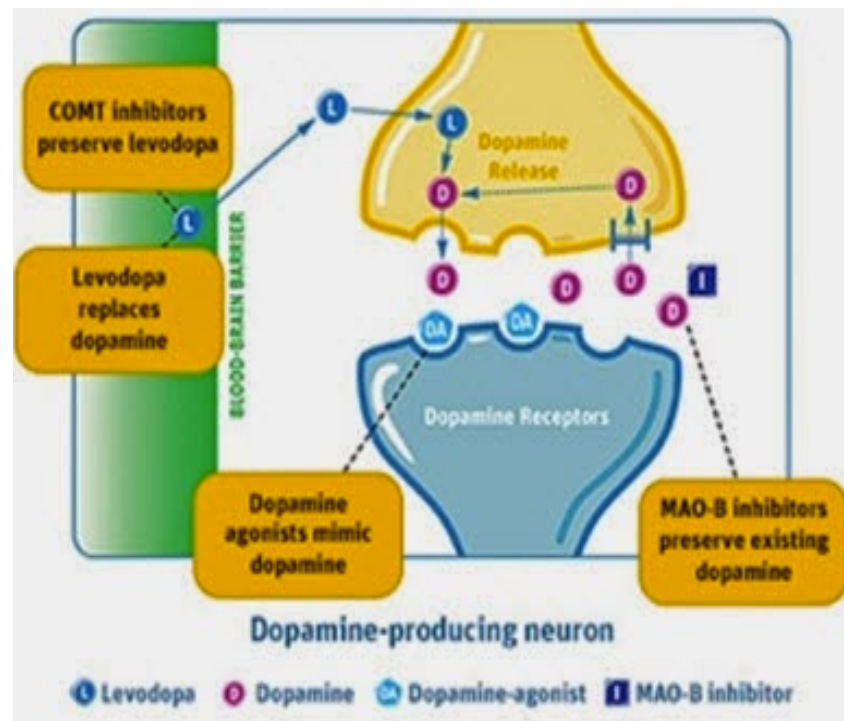 COMT inhibitors
preserve levodopa
L
L
L
Dopamine
Release
D
D
Levodopa
replaces
dopamine
BLOOD-BRAIN BARRIER
D
D
D
D
I
DA
DA
Dopamine Receptors
Dopamine
agonists mimic
dopamine
MAO-B inhibitors
preserve existing
dopamine
Dopamine-producing neuron
L Levodopa D Dopamine DA Dopamine-agonist I MAO-B inhibitor